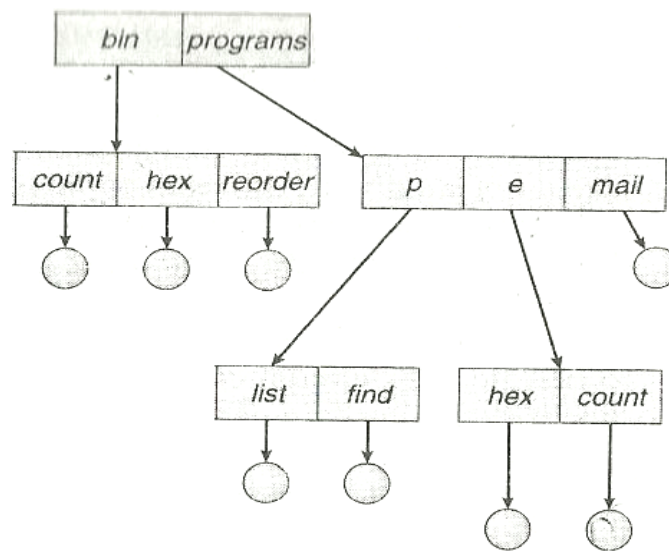 bin programs
count hex reorder
p e mail
list find
hex count